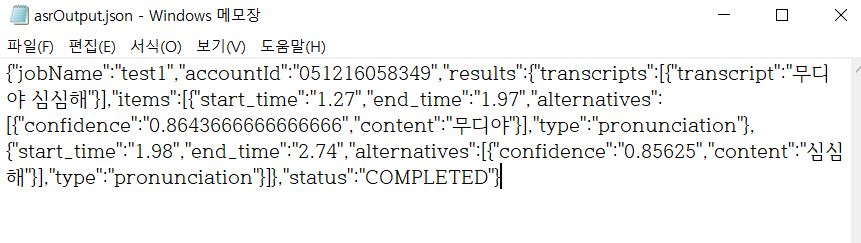 asrOutput.json - Windows 메모장
파일(F) 편집(E) 서식(O) 보기(V) 도움말(H)
{"jobName":"test1","accountId":"051216058349","results":{"transcripts":[{"transcript":"무디
야 심심해"}],"items":[{"start_time":"1.27","end_time":"1.97","alternatives":
[{"confidence":"0.8643666666666666","content":"무디야"}],"type":"pronunciation"},
{"start_time":"1.98","end_time":"2.74","alternatives":[{"confidence":"0.85625","content":"심심
해"}],"type":"pronunciation"}]},"status":"COMPLETED"}